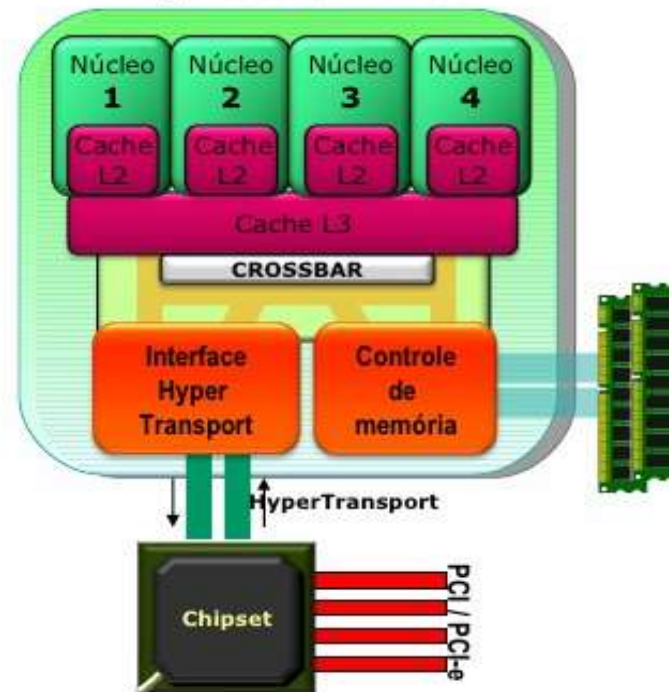 Núcleo
1
Núcleo
2
Núcleo
3
Núcleo
4
Cache
L2
Cache
L2
Cache
L2
Cache
L2
Cache L3
CROSSBAR
Interface
Hyper
Transport
Controle
de
memória
HyperTransport
Chipset
PCI / PCI-e